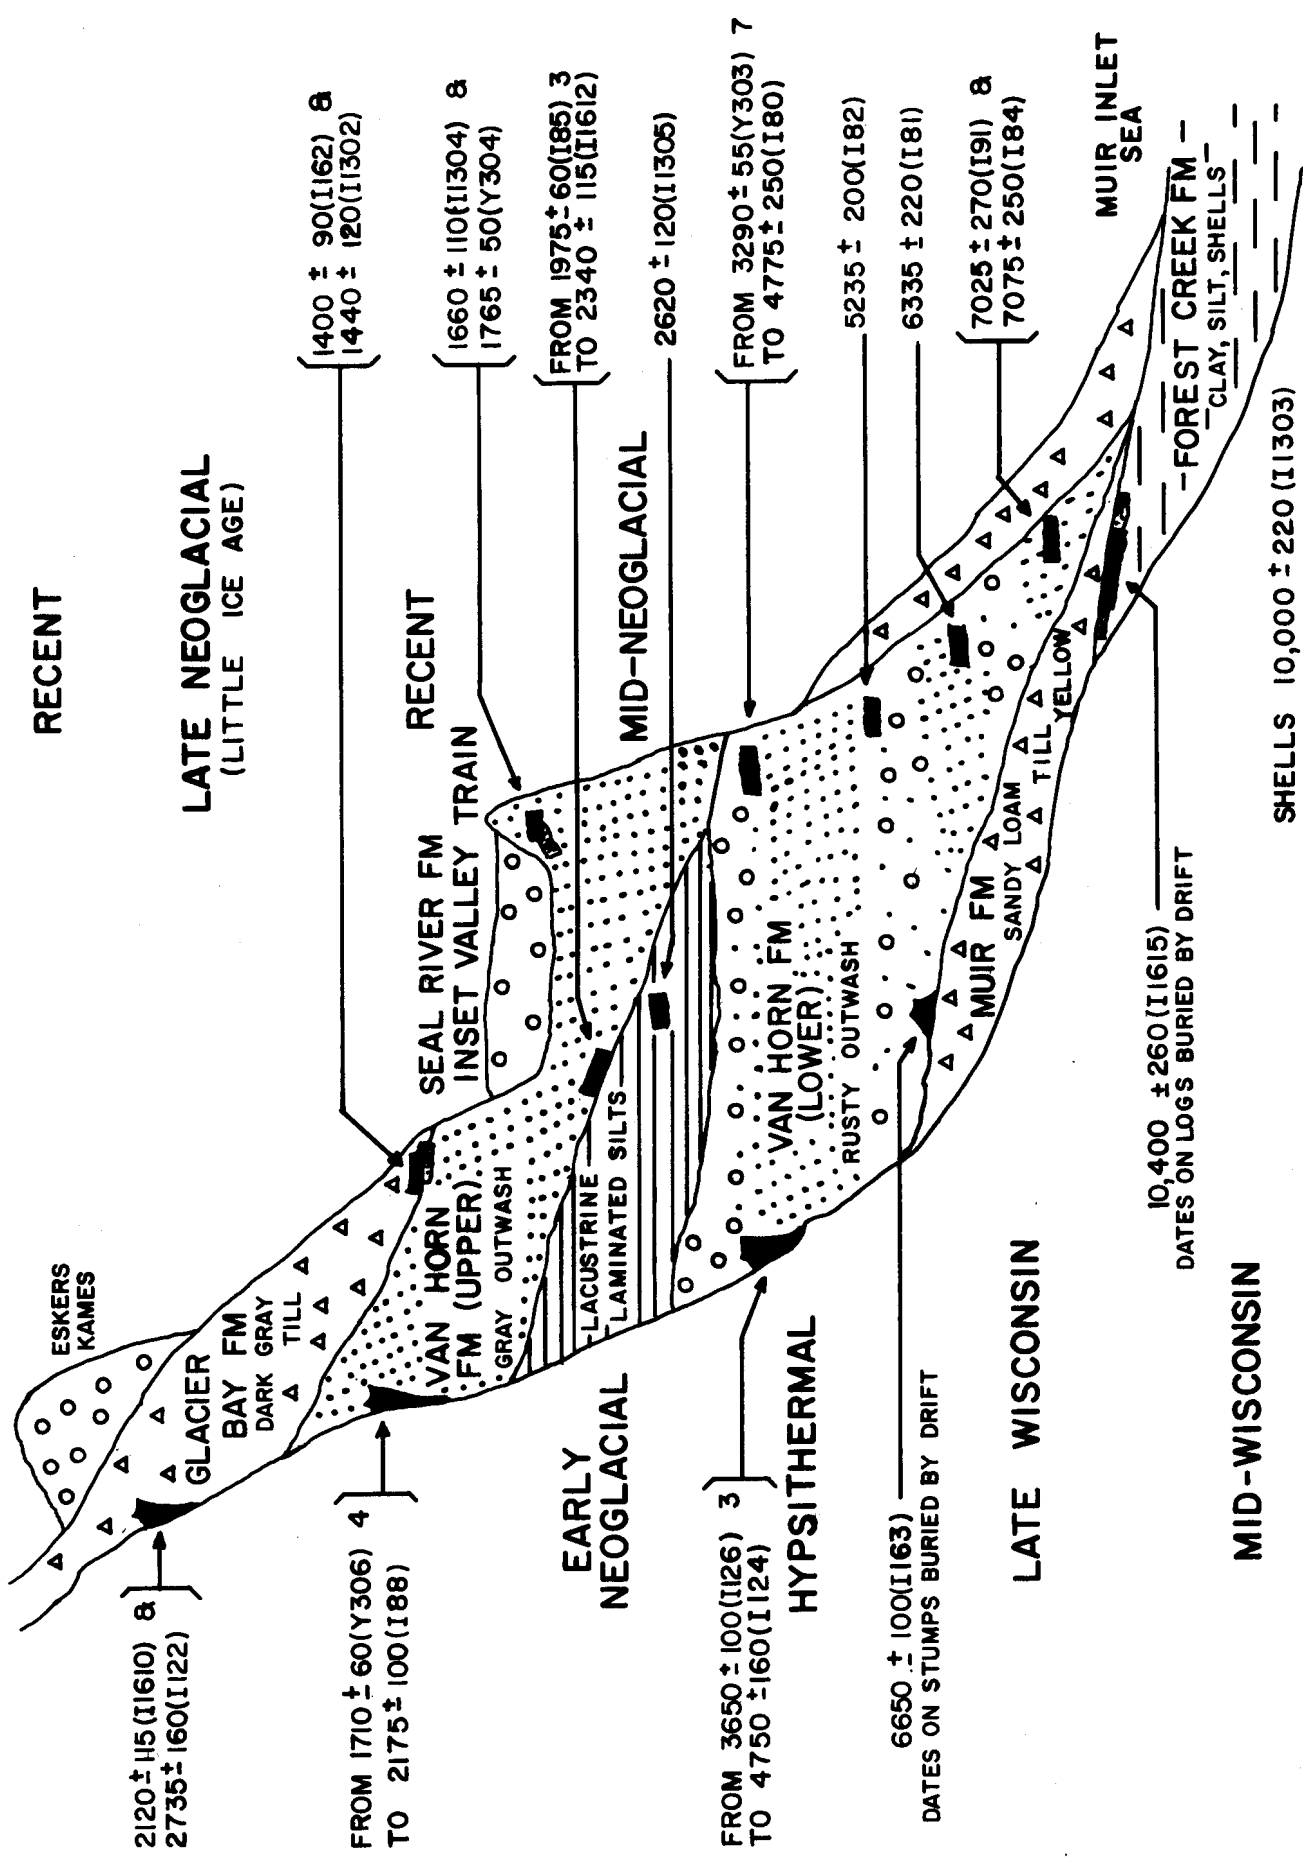 RECENT
LATE NEOGLACIAL
(LITTLE ICE AGE)
ESKERS
KAMES
1400 ± 90(I162) &
1440 ± 120(I1302)
GLACIER
BAY FM
DARK GRAY
TILL
2120±115(I1610) &
2735±160(I122)
RECENT
SEAL RIVER FM
INSET VALLEY TRAIN
1660 ±110(I1304) &
1765± 50(Y304)
FROM 1710±60(Y306) 4
TO 2175±100(I88)
VAN HORN
FM (UPPER)
GRAY OUTWASH
FROM 1975±60(I85) 3
TO 2340 ± 115(I1612)
MID-NEOGLACIAL
2620 ±120(I1305)
LACUSTRINE
LAMINATED SILTS
EARLY
NEOGLACIAL
FROM 3290±55(Y303) 7
TO 4775±250(I80)
FROM 3650±100(I126) 3
TO 4750 ±160(I124)
VAN HORN FM
(LOWER)
RUSTY OUTWASH
HYPSITHERMAL
5235± 200(I82)
6335 ± 220(I81)
6650 ± 100(I163)
DATES ON STUMPS BURIED BY DRIFT
7025±270(I91) &
7075±250(I84)
MUIR FM
SANDY LOAM
TILL
YELLOW
LATE WISCONSIN
MUIR INLET
SEA
10,400 ±260(I1615)
DATES ON LOGS BURIED BY DRIFT
FOREST CREEK FM
CLAY, SILT, SHELLS
MID-WISCONSIN
SHELLS 10,000±220(I1303)